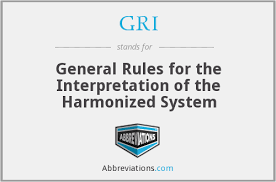 GRI
stands for
General Rules for the
Interpretation of the
Harmonized System
ABBREVIATIONS
Abbreviations.com